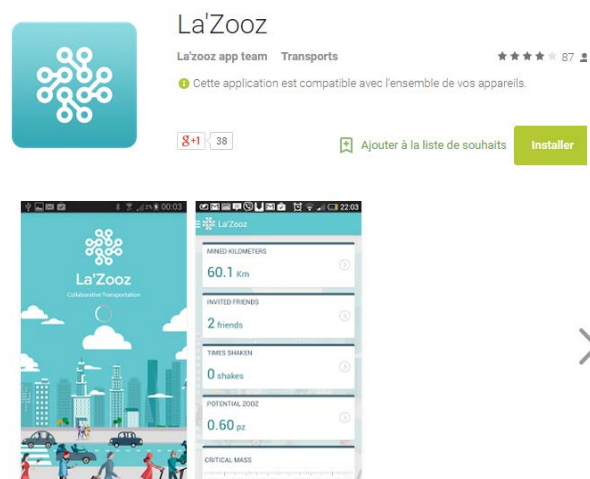 La'Zooz
La'zooz app team Transports 87
Cette application est compatible avec l'ensemble de vos appareils.
g+1 38
Ajouter à la liste de souhaits Installer
00:03
La'Zooz
Collaborative Transportation
22:03
La'Zooz
MINED KILOMETERS
60.1 Km
INVITED FRIENDS
2 friends
TIMES SHAKEN
0 shakes
POTENTIAL ZOOZ
0.60 pz
CRITICAL MASS